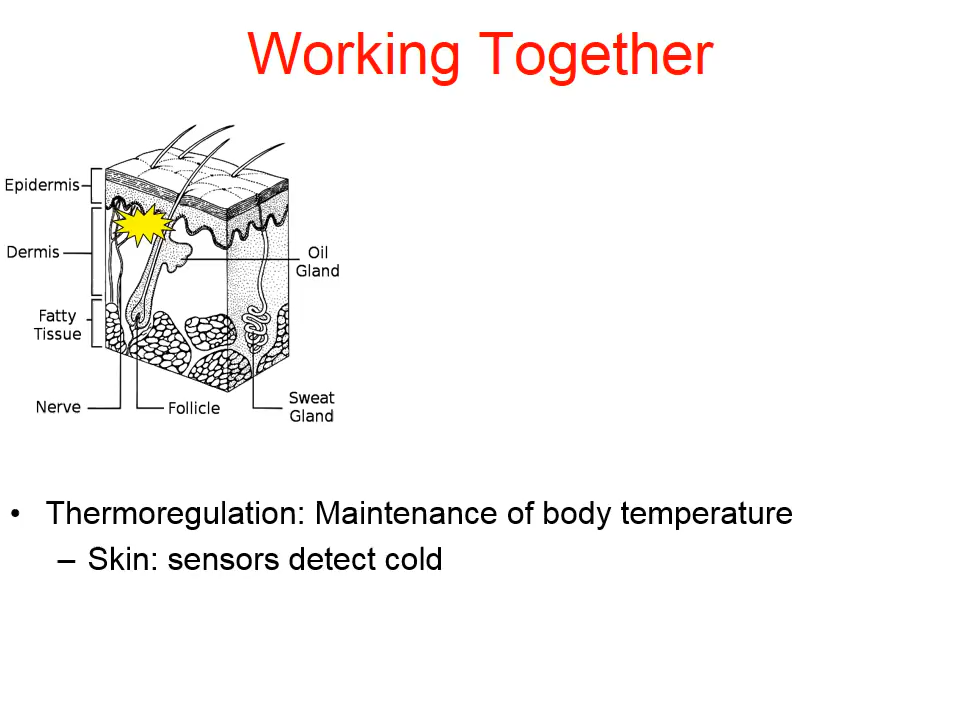 Working Together
Epidermis
Dermis
Oil
Gland
Fatty
Tissue
Nerve
Follicle
Sweat
Gland
• Thermoregulation: Maintenance of body temperature
– Skin: sensors detect cold